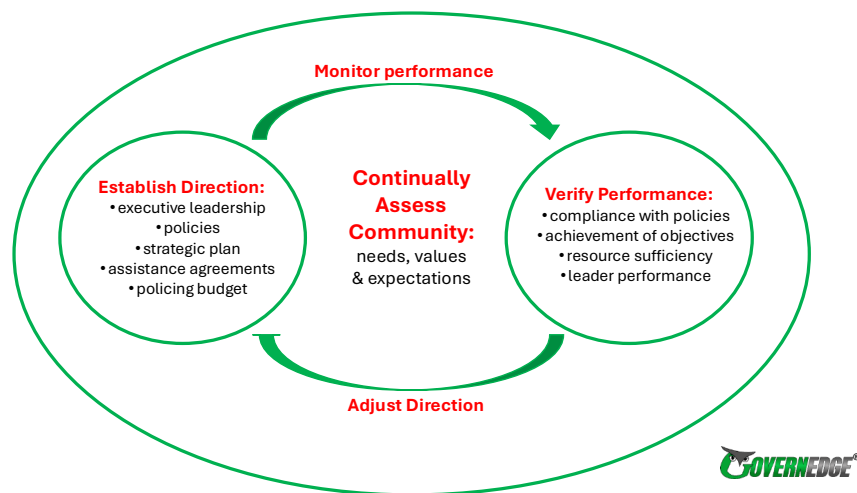 Monitor performance
Establish Direction:
• executive leadership
• policies
• strategic plan
• assistance agreements
• policing budget
Continually
Assess
Community:
needs, values
& expectations
Verify Performance:
• compliance with policies
• achievement of objectives
• resource sufficiency
• leader performance
Adjust Direction
GOVERNEDGE®